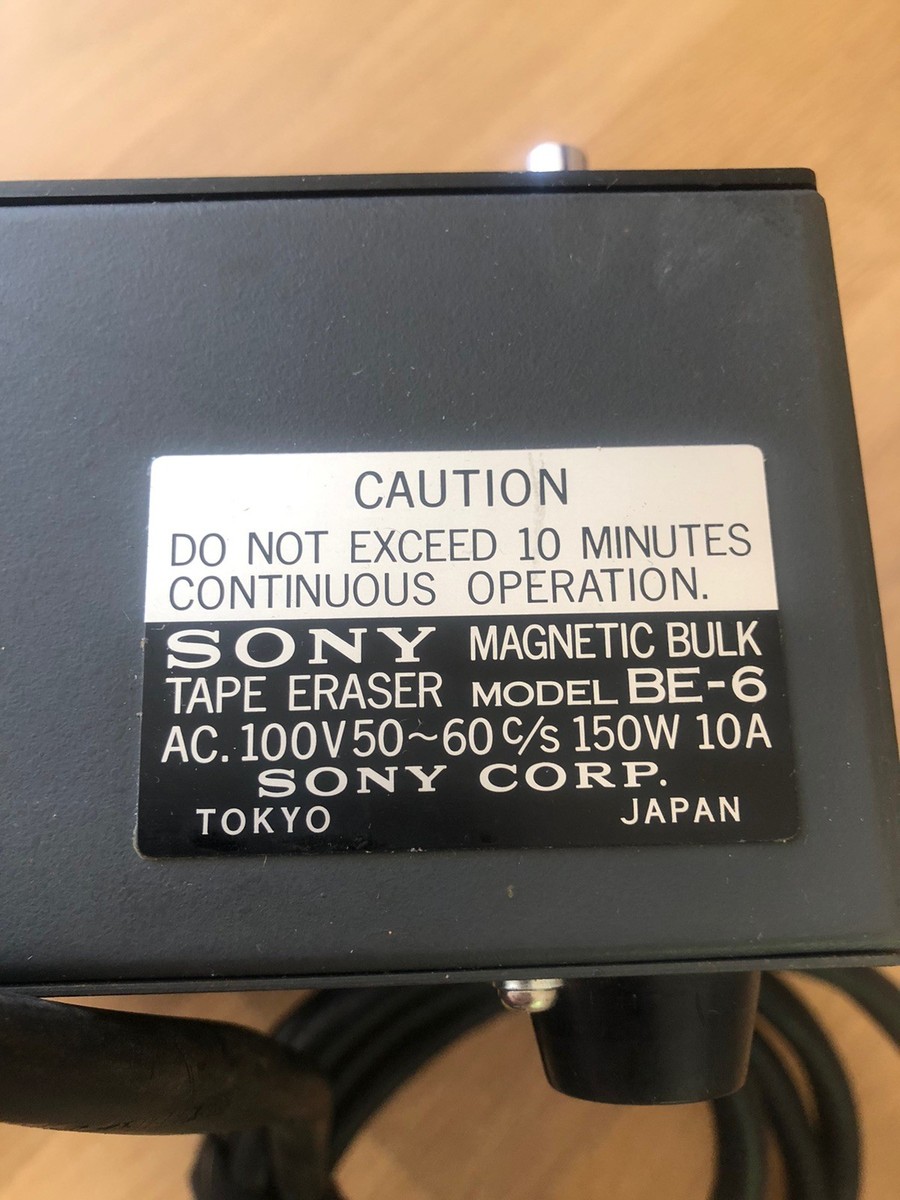 CAUTION
DO NOT EXCEED 10 MINUTES
CONTINUOUS OPERATION.
SONY MAGNETIC BULK
TAPE ERASER MODEL BE-6
AC. 100V 50~60 c/s 150W 10A
SONY CORP.
TOKYO JAPAN